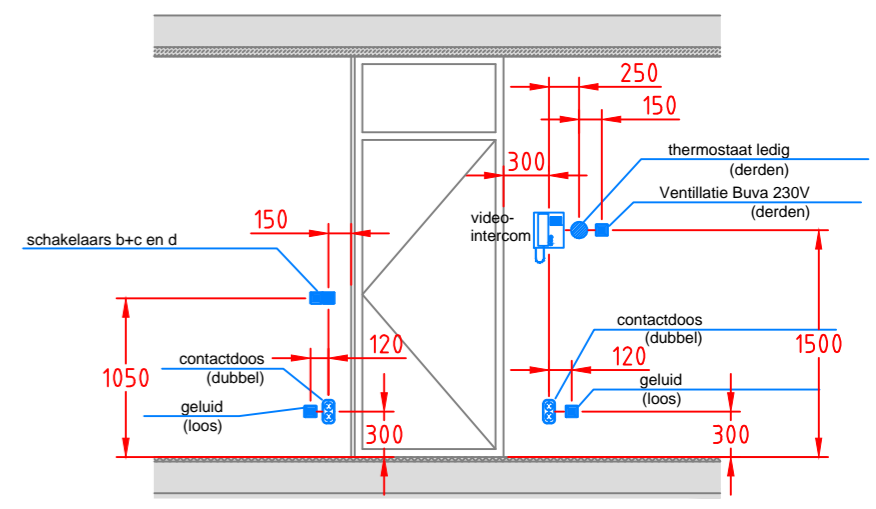 250
150
thermostaat ledig
(derden)
300
Ventillatie Buva 230V
(derden)
150
video-
intercom
schakelaars b+c en d
contactdoos
(dubbel)
120
1500
contactdoos
(dubbel)
120
1050
geluid
(loos)
geluid
(loos)
300
300